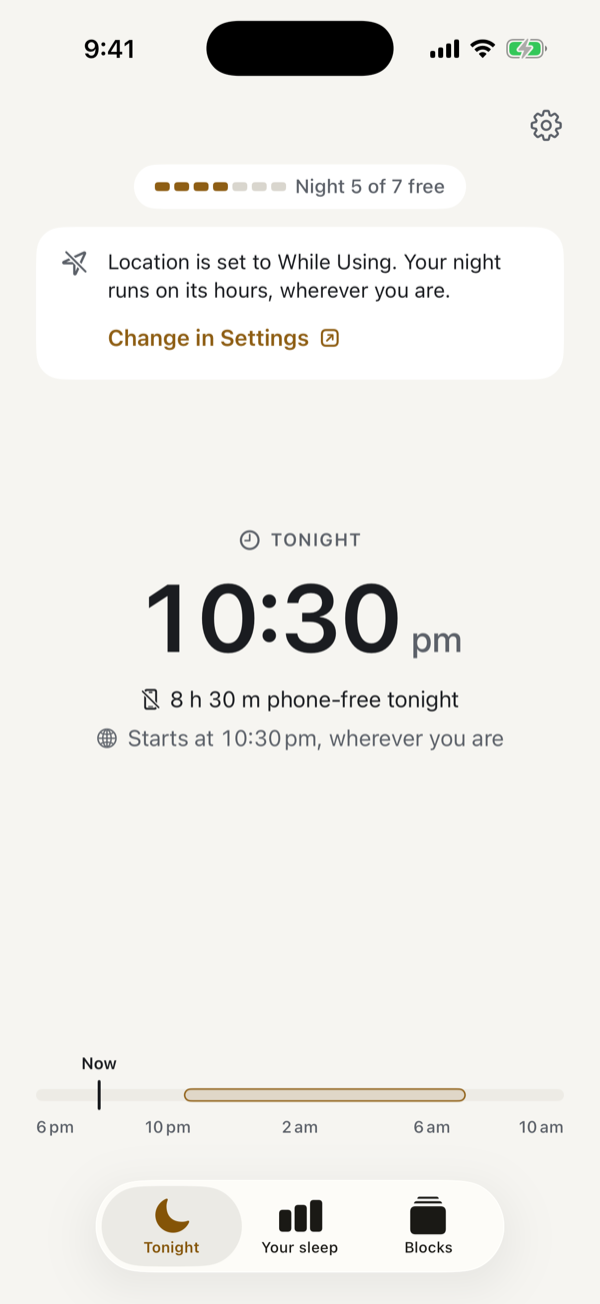 9:41
Night 5 of 7 free
Location is set to While Using. Your night
runs on its hours, wherever you are.
Change in Settings
TONIGHT
10:30 pm
8 h 30 m phone-free tonight
Starts at 10:30 pm, wherever you are
Now
6 pm 10 pm 2 am 6 am 10 am
Tonight Your sleep Blocks